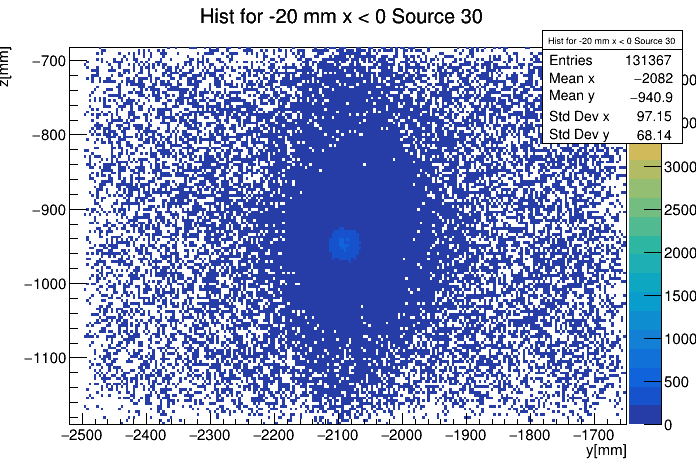 Hist for -20 mm x < 0 Source 30
Hist for -20 mm x < 0 Source 30
Entries 131367
Mean x −2082
Mean y −940.9
Std Dev x 97.15
Std Dev y 68.14
z[mm]
−700
−800
−900
−1000
−1100
3000
2500
2000
1500
1000
500
0
−2500 −2400 −2300 −2200 −2100 −2000 −1900 −1800 −1700
y[mm]